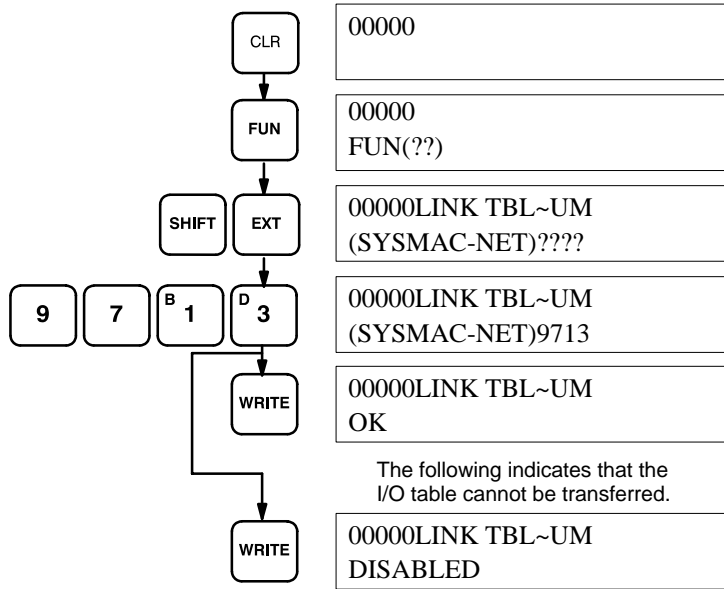 CLR
00000
FUN
00000
FUN(??)
SHIFT EXT
00000LINK TBL~UM
(SYSMAC-NET)????
9 7 B 1 D 3
00000LINK TBL~UM
(SYSMAC-NET)9713
WRITE
00000LINK TBL~UM
OK
The following indicates that the
I/O table cannot be transferred.
WRITE
00000LINK TBL~UM
DISABLED